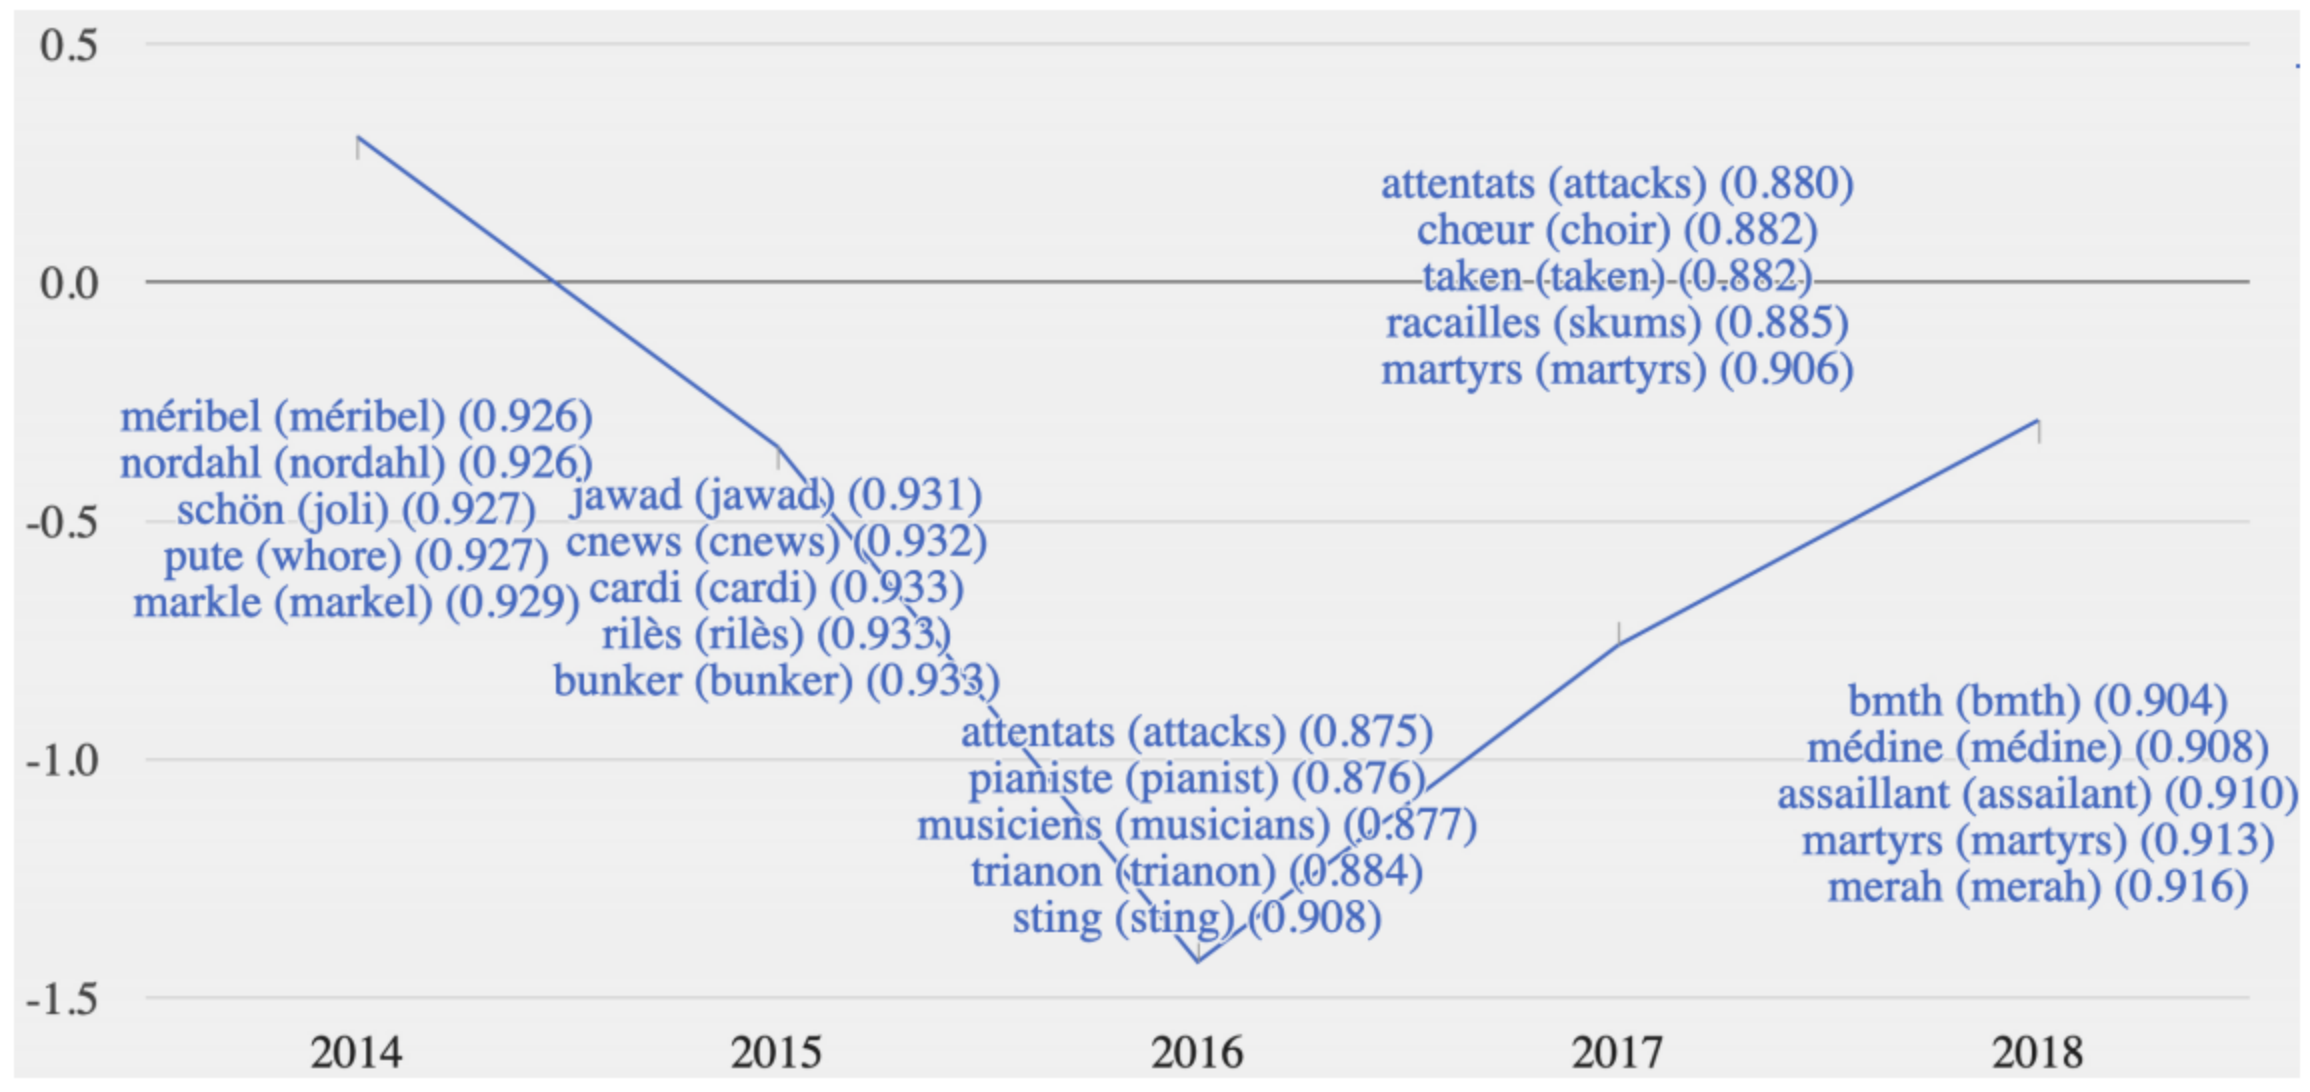 0.5
0.0
-0.5
-1.0
-1.5
méribel (méribel) (0.926)
nordahl (nordahl) (0.926)
schön (joli) (0.927)
pute (whore) (0.927)
markle (markel) (0.929)
jawad (jawad) (0.931)
cnews (cnews) (0.932)
cardi (cardi) (0.933)
rilès (rilès) (0.933)
bunker (bunker) (0.933)
attentats (attacks) (0.875)
pianiste (pianist) (0.876)
musiciens (musicians) (0.877)
trianon (trianon) (0.884)
sting (sting) (0.908)
attentats (attacks) (0.880)
chœur (choir) (0.882)
taken (taken) (0.882)
racailles (skums) (0.885)
martyrs (martyrs) (0.906)
bmth (bmth) (0.904)
médine (médine) (0.908)
assaillant (assailant) (0.910)
martyrs (martyrs) (0.913)
merah (merah) (0.916)
2014 2015 2016 2017 2018